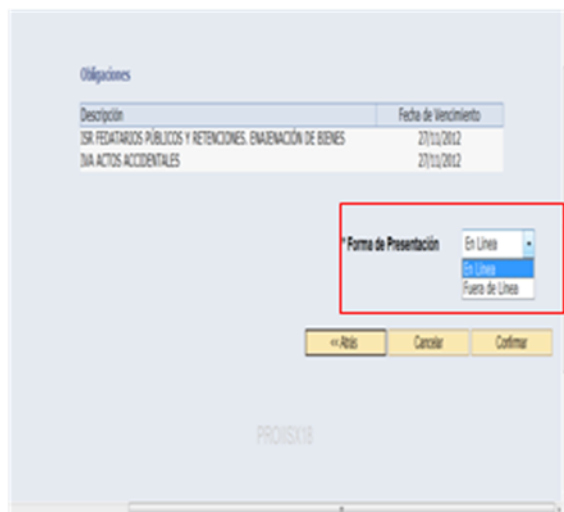 Obligaciones
Descripción Fecha de Vencimiento
ISR FEDATARIOS PÚBLICOS Y RETENCIONES. ENAJENACIÓN DE BIENES 27/11/2012
IVA ACTOS ACCIDENTALES 27/11/2012
* Forma de Presentación En Línea
En Línea
Fuera de Línea
<< Atrás Cancelar Confirmar